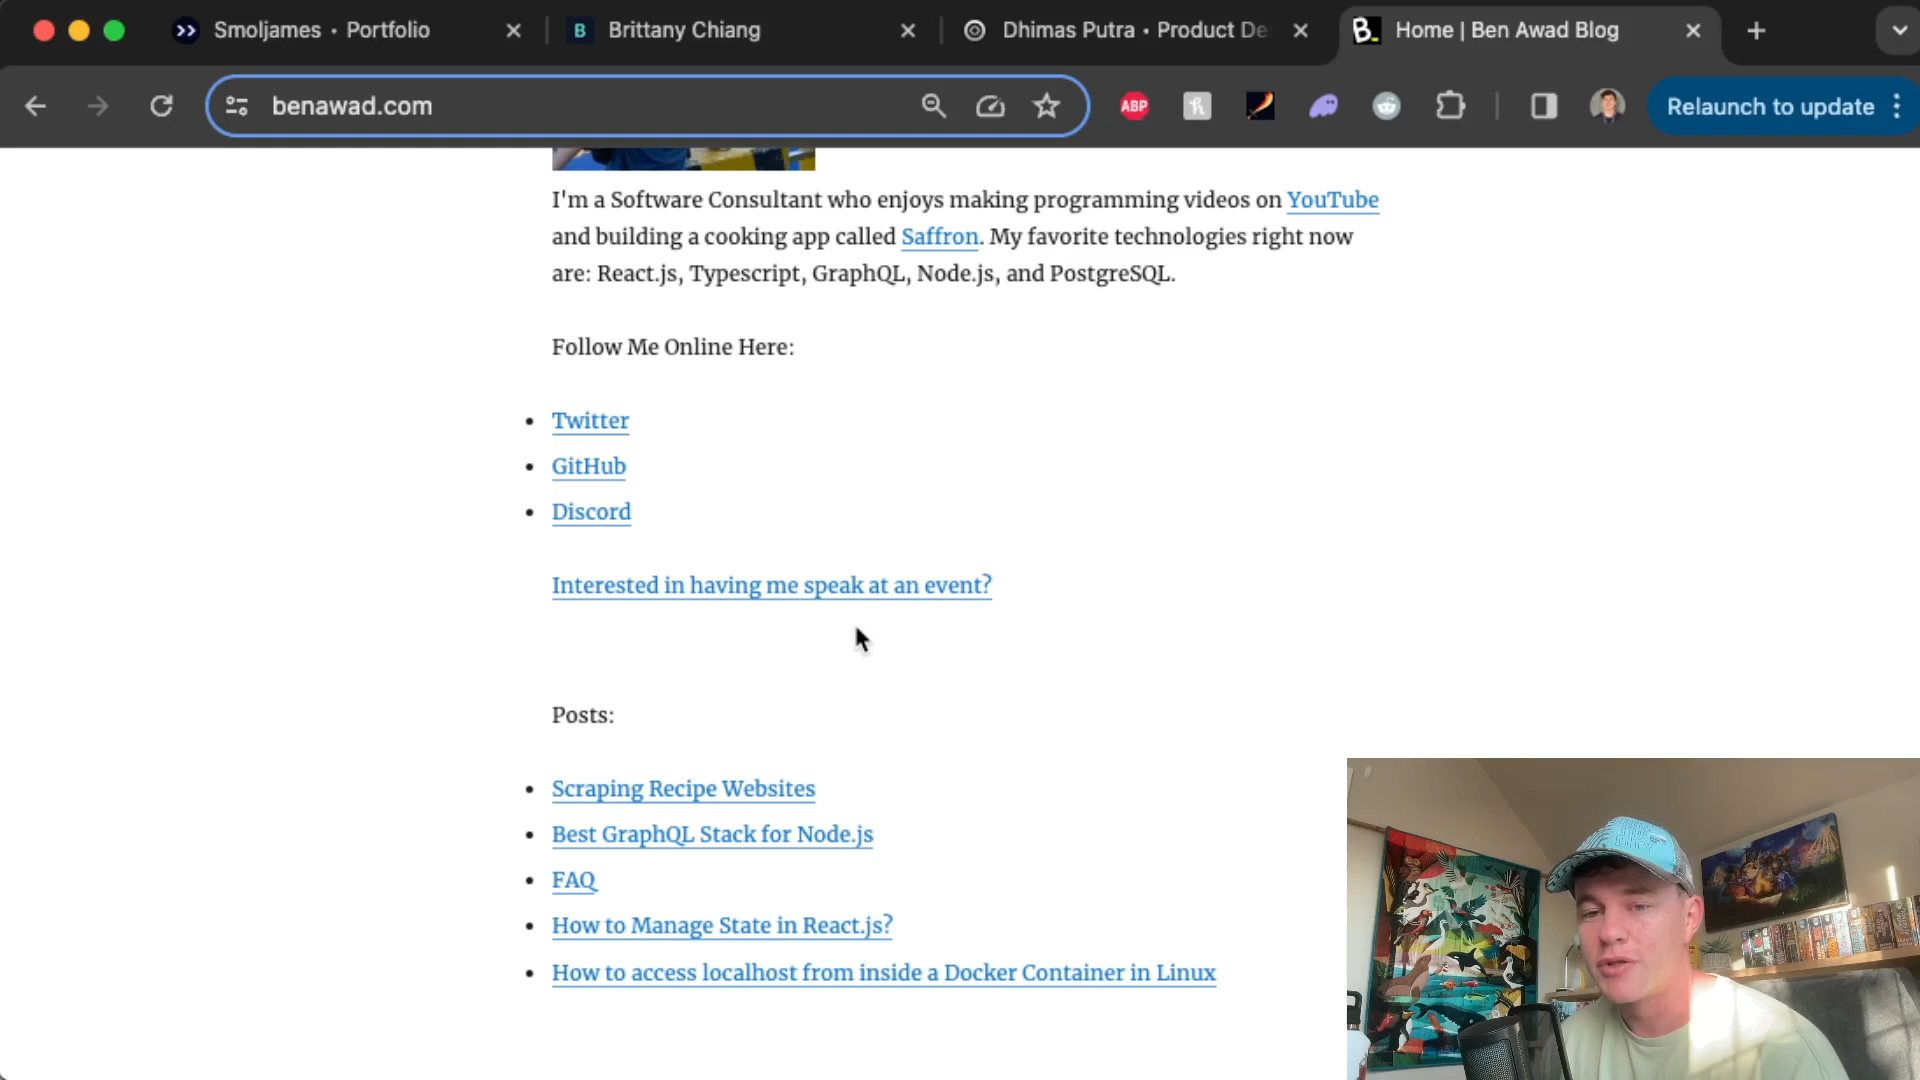 Smoljames • Portfolio
B Brittany Chiang
Dhimas Putra • Product De
B. Home | Ben Awad Blog
benawad.com
ABP
Relaunch to update
I'm a Software Consultant who enjoys making programming videos on YouTube
and building a cooking app called Saffron. My favorite technologies right now
are: React.js, Typescript, GraphQL, Node.js, and PostgreSQL.
Follow Me Online Here:
• Twitter
• GitHub
• Discord
Interested in having me speak at an event?
Posts:
• Scraping Recipe Websites
• Best GraphQL Stack for Node.js
• FAQ
• How to Manage State in React.js?
• How to access localhost from inside a Docker Container in Linux